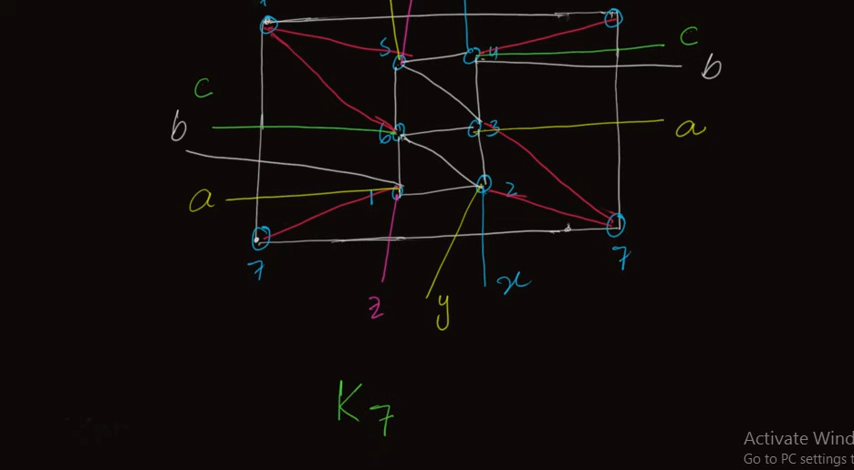 5 4 c
b
c
b 6 3 a
a 1 2
7 7
z y x
K7
Activate Wind
Go to PC settings t